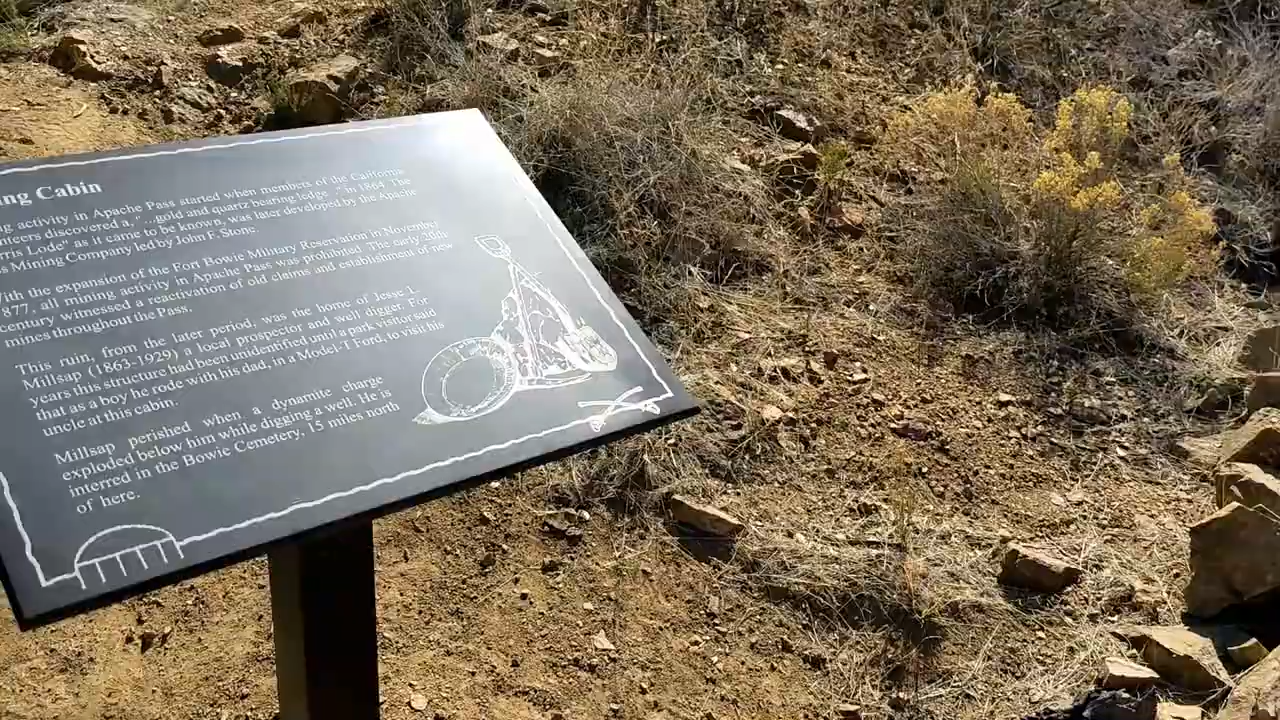 ing Cabin
g activity in Apache Pass started when members of the California
nteers discovered a, "...gold and quartz bearing ledge..." in 1864. The
rris Lode" as it came to be known, was later developed by the Apache
s Mining Company led by John F. Stone.
With the expansion of the Fort Bowie Military Reservation in November
1877, all mining activity in Apache Pass was prohibited. The early 20th
century witnessed a reactivation of old claims and establishment of new
mines throughout the Pass.
This ruin, from the later period, was the home of Jesse L.
Millsap (1863-1929) a local prospector and well digger. For
years this structure had been unidentified until a park visitor said
that as a boy he rode with his dad, in a Model-T Ford, to visit his
uncle at this cabin.
Millsap perished when a dynamite charge
exploded below him while digging a well. He is
interred in the Bowie Cemetery, 15 miles north
of here.